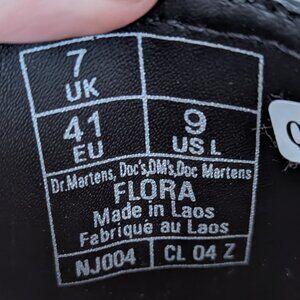 7
UK
41 9
EU US L
Dr.Martens, Doc's,DM's,Doc Martens
FLORA
Made in Laos
Fabriqué au Laos
NJ004 CL 04 Z